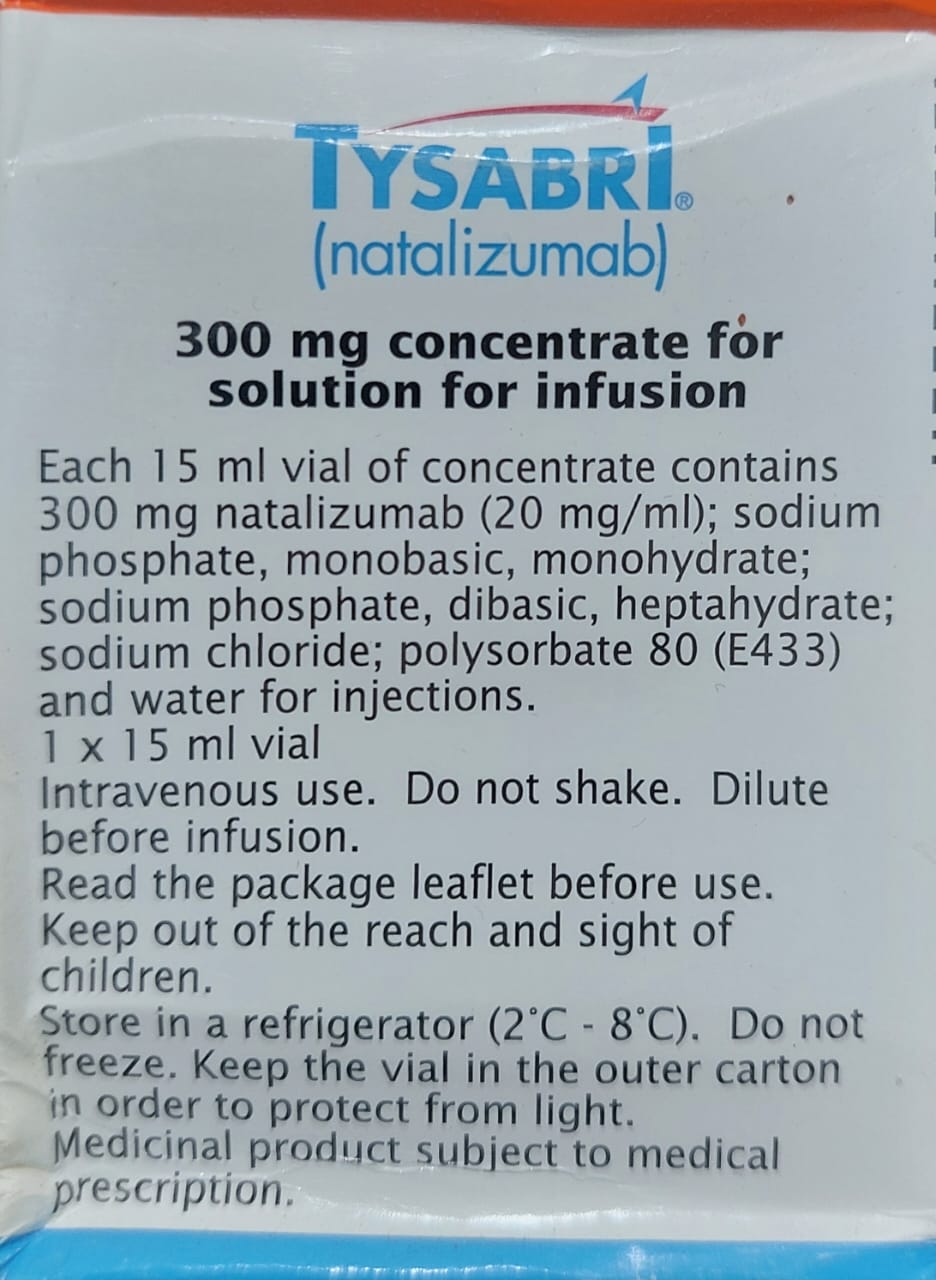 TYSABRI®
(natalizumab)
300 mg concentrate for
solution for infusion
Each 15 ml vial of concentrate contains
300 mg natalizumab (20 mg/ml); sodium
phosphate, monobasic, monohydrate;
sodium phosphate, dibasic, heptahydrate;
sodium chloride; polysorbate 80 (E433)
and water for injections.
1 x 15 ml vial
Intravenous use. Do not shake. Dilute
before infusion.
Read the package leaflet before use.
Keep out of the reach and sight of
children.
Store in a refrigerator (2°C - 8°C). Do not
freeze. Keep the vial in the outer carton
in order to protect from light.
Medicinal product subject to medical
prescription.